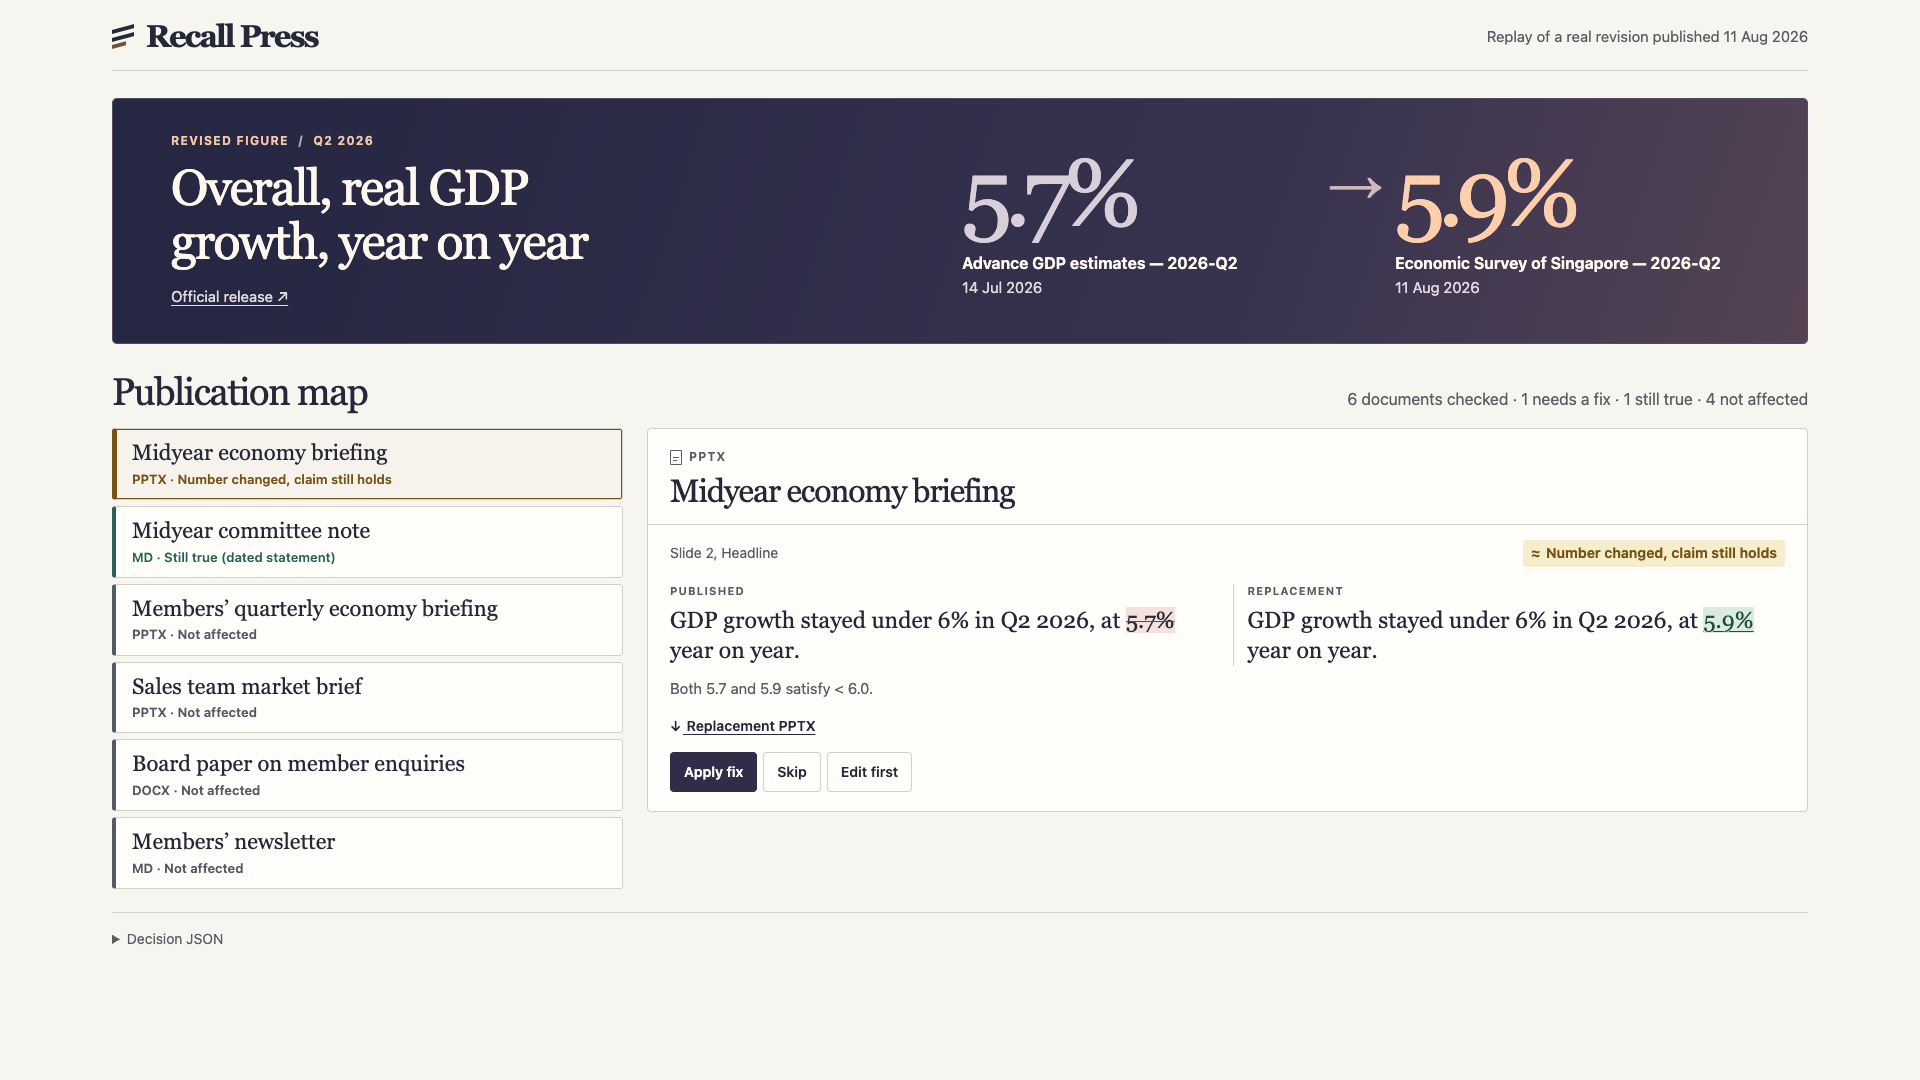 Recall Press
Replay of a real revision published 11 Aug 2026
REVISED FIGURE / Q2 2026
Overall, real GDP
growth, year on year
Official release ↗
5.7%
Advance GDP estimates — 2026-Q2
14 Jul 2026
→
5.9%
Economic Survey of Singapore — 2026-Q2
11 Aug 2026
Publication map
6 documents checked · 1 needs a fix · 1 still true · 4 not affected
Midyear economy briefing
PPTX · Number changed, claim still holds
Midyear committee note
MD · Still true (dated statement)
Members’ quarterly economy briefing
PPTX · Not affected
Sales team market brief
PPTX · Not affected
Board paper on member enquiries
DOCX · Not affected
Members’ newsletter
MD · Not affected
PPTX
Midyear economy briefing
Slide 2, Headline
≈ Number changed, claim still holds
PUBLISHED
GDP growth stayed under 6% in Q2 2026, at 5.7%
year on year.
REPLACEMENT
GDP growth stayed under 6% in Q2 2026, at 5.9%
year on year.
Both 5.7 and 5.9 satisfy < 6.0.
↓ Replacement PPTX
Apply fix
Skip
Edit first
▶ Decision JSON